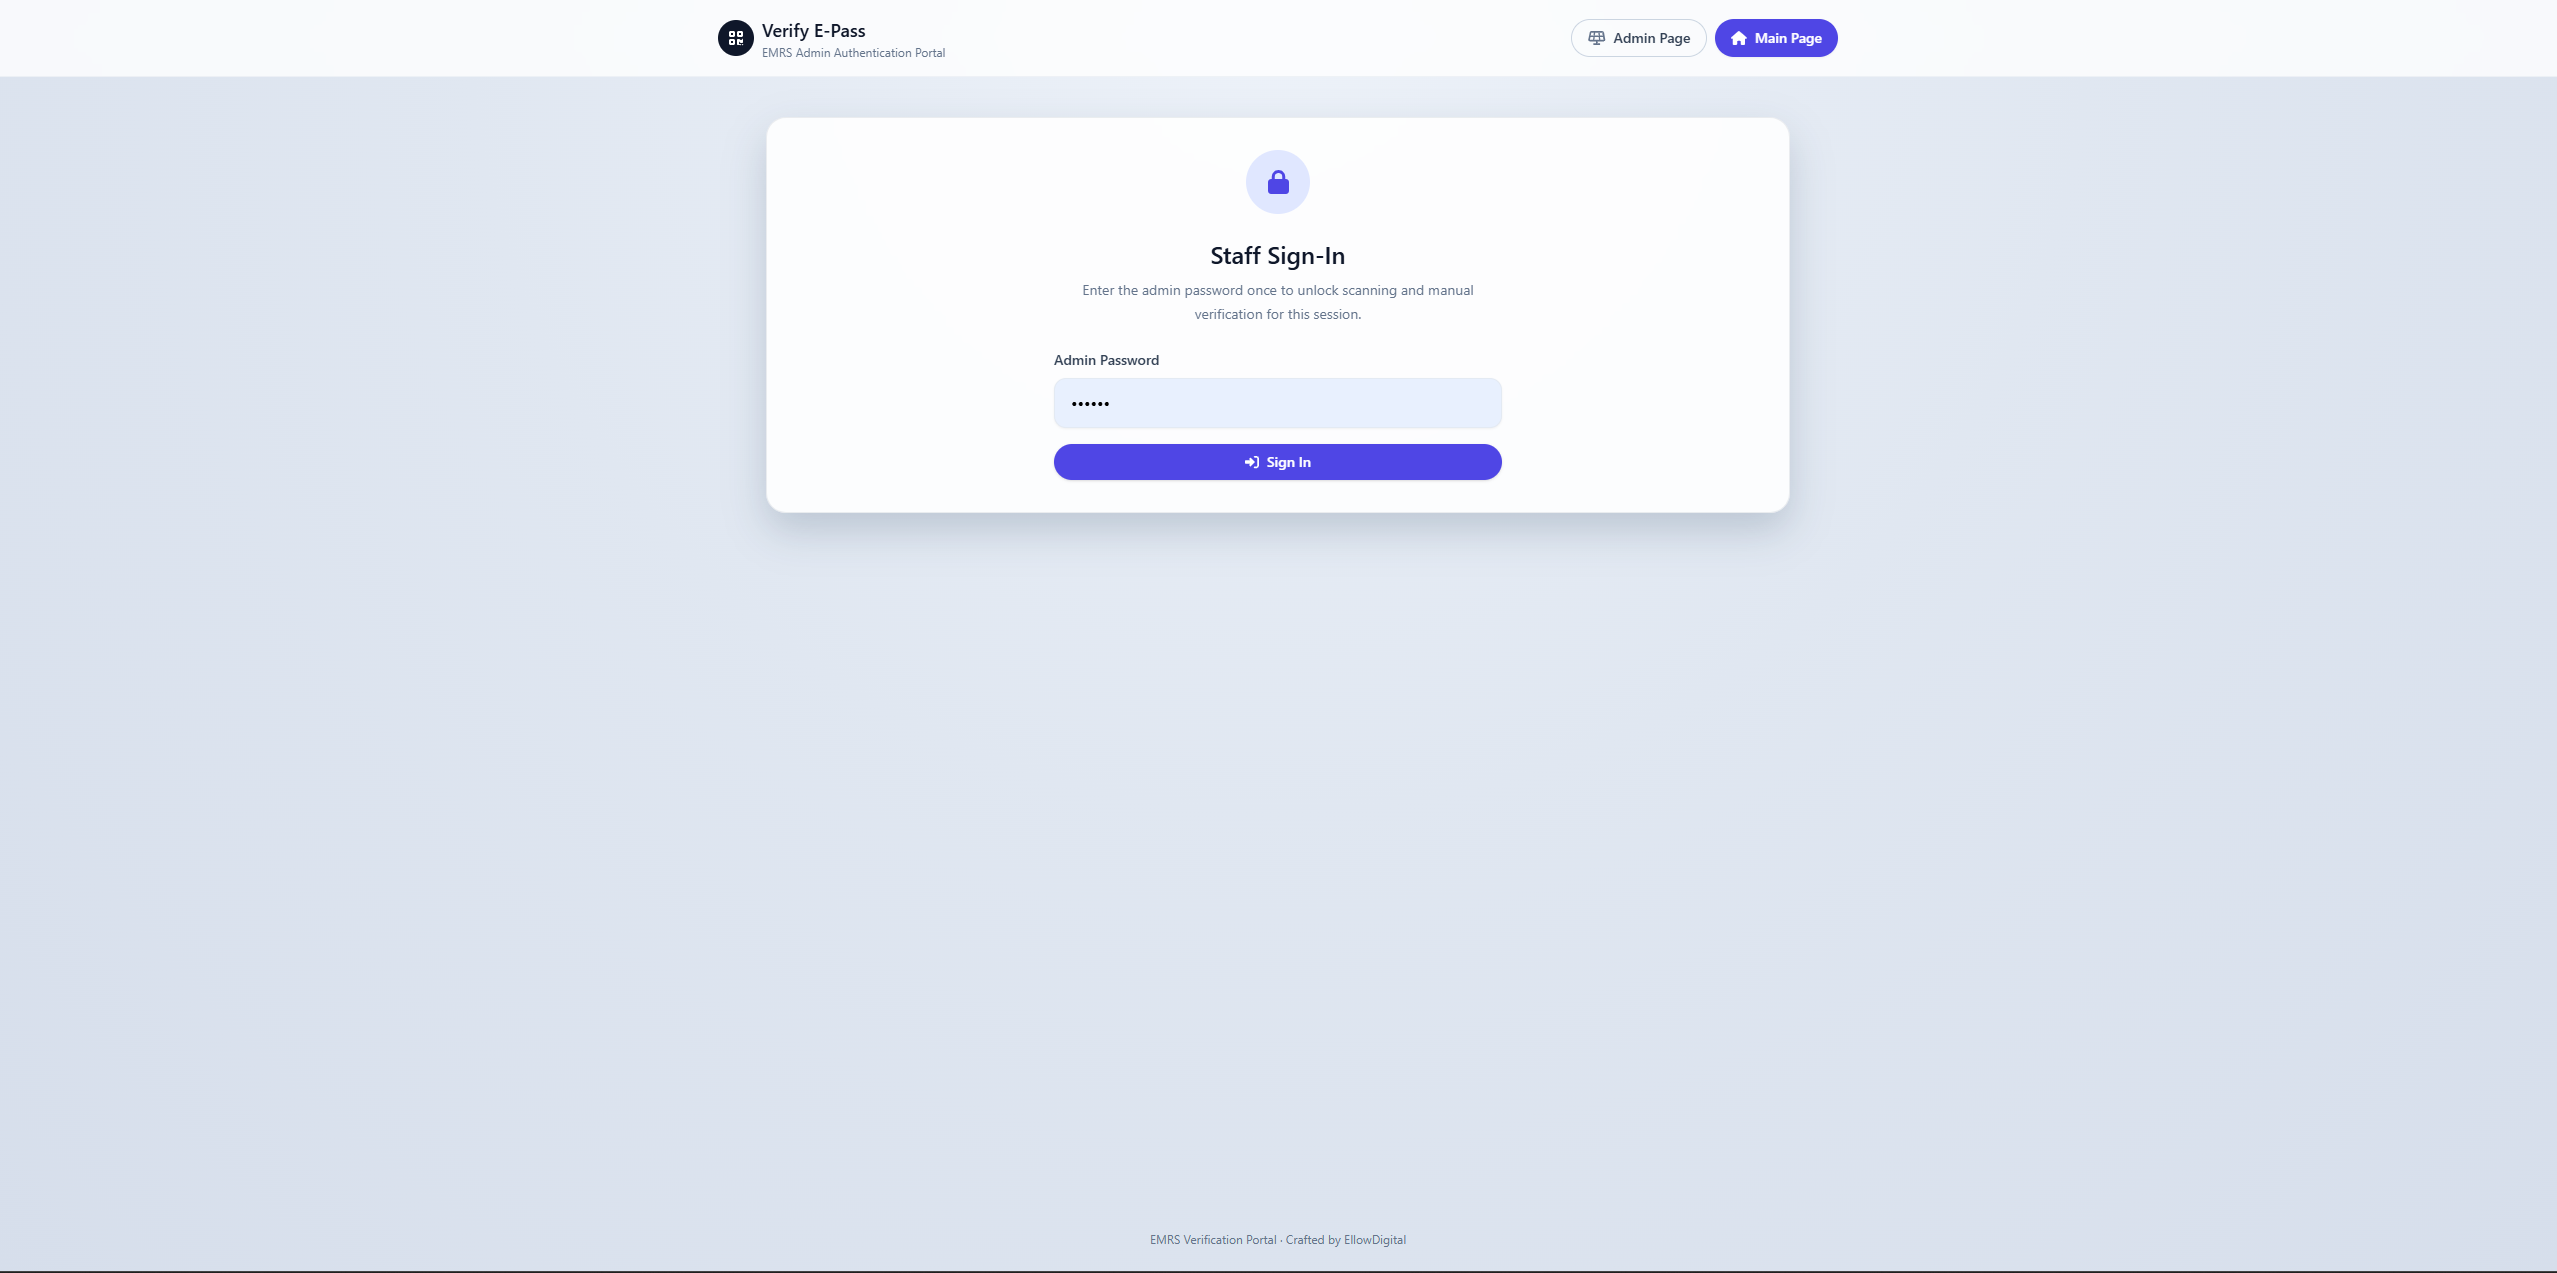 Verify E-Pass
EMRS Admin Authentication Portal
Admin Page
Main Page
Staff Sign-In
Enter the admin password once to unlock scanning and manual
verification for this session.
Admin Password
••••••
Sign In
EMRS Verification Portal · Crafted by EllowDigital